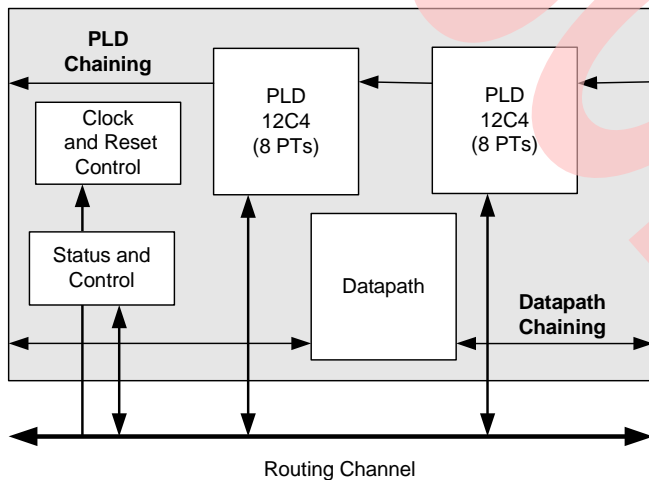 PLD
Chaining
PLD
12C4
(8 PTs)
PLD
12C4
(8 PTs)
Clock
and Reset
Control
Status and
Control
Datapath
Datapath
Chaining
Routing Channel